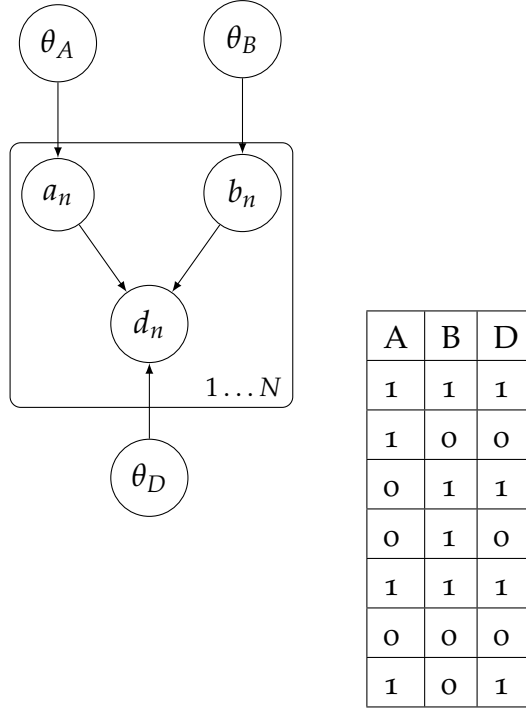 θ_A θ_B
a_n b_n
d_n
1 … N
θ_D
A B D
1 1 1
1 0 0
0 1 1
0 1 0
1 1 1
0 0 0
1 0 1